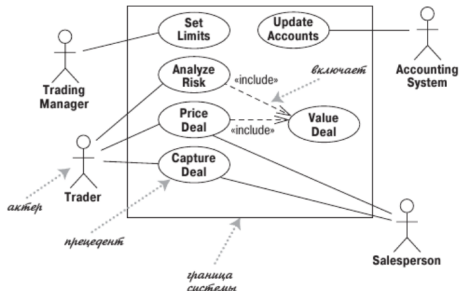 Set
Limits
Update
Accounts
Trading
Manager
Accounting
System
Analyze
Risk
«include»
включает
Price
Deal
«include»
Value
Deal
Capture
Deal
Trader
актер
прецедент
Salesperson
граница
системы